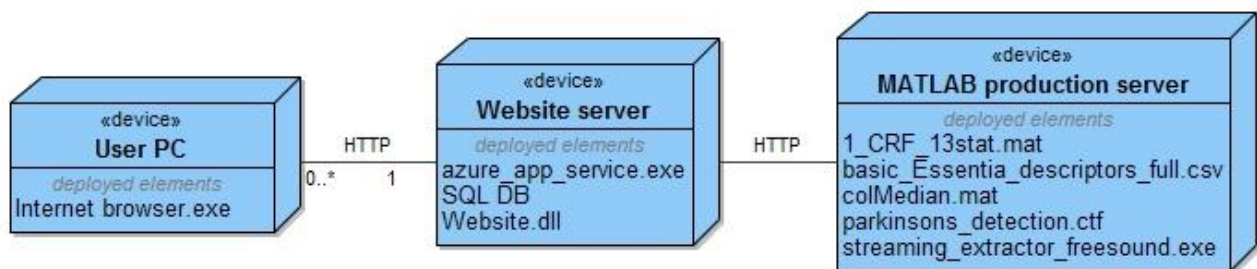 «device»
User PC
deployed elements
Internet browser.exe
HTTP
0..*
1
«device»
Website server
deployed elements
azure_app_service.exe
SQL DB
Website.dll
HTTP
«device»
MATLAB production server
deployed elements
1_CRF_13stat.mat
basic_Essentia_descriptors_full.csv
colMedian.mat
parkinsons_detection.ctf
streaming_extractor_freesound.exe